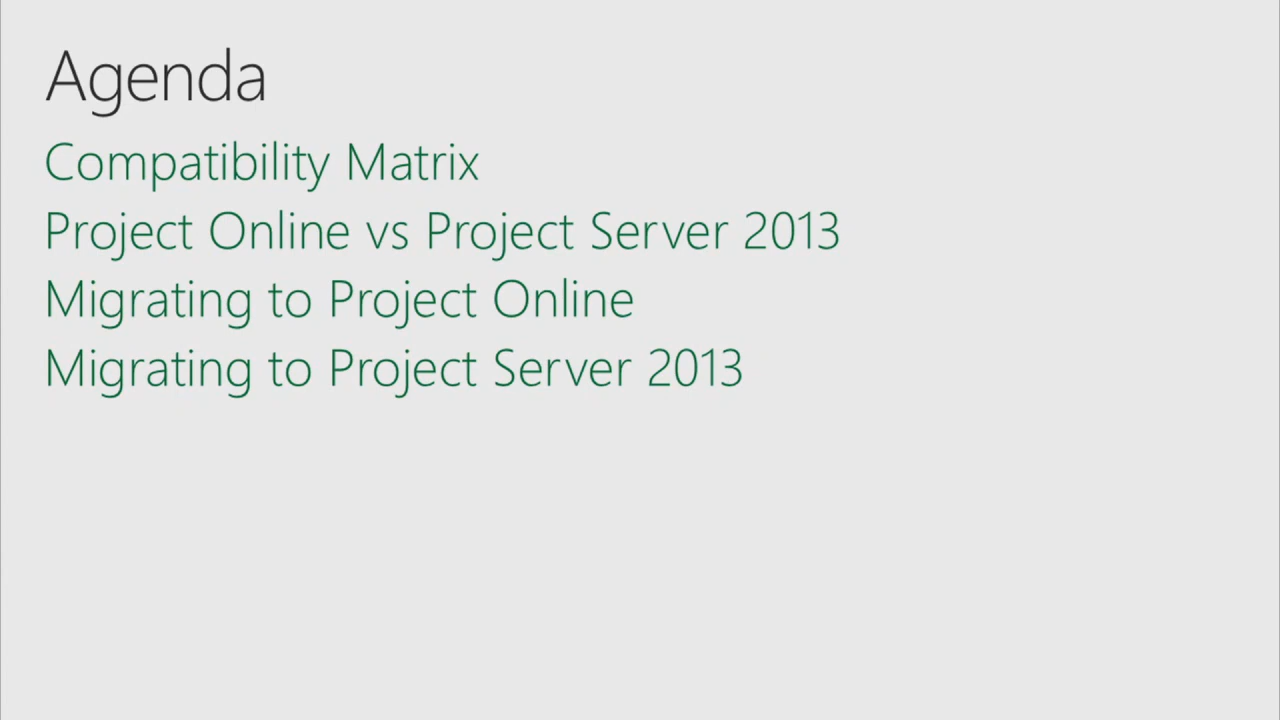 Agenda
Compatibility Matrix
Project Online vs Project Server 2013
Migrating to Project Online
Migrating to Project Server 2013